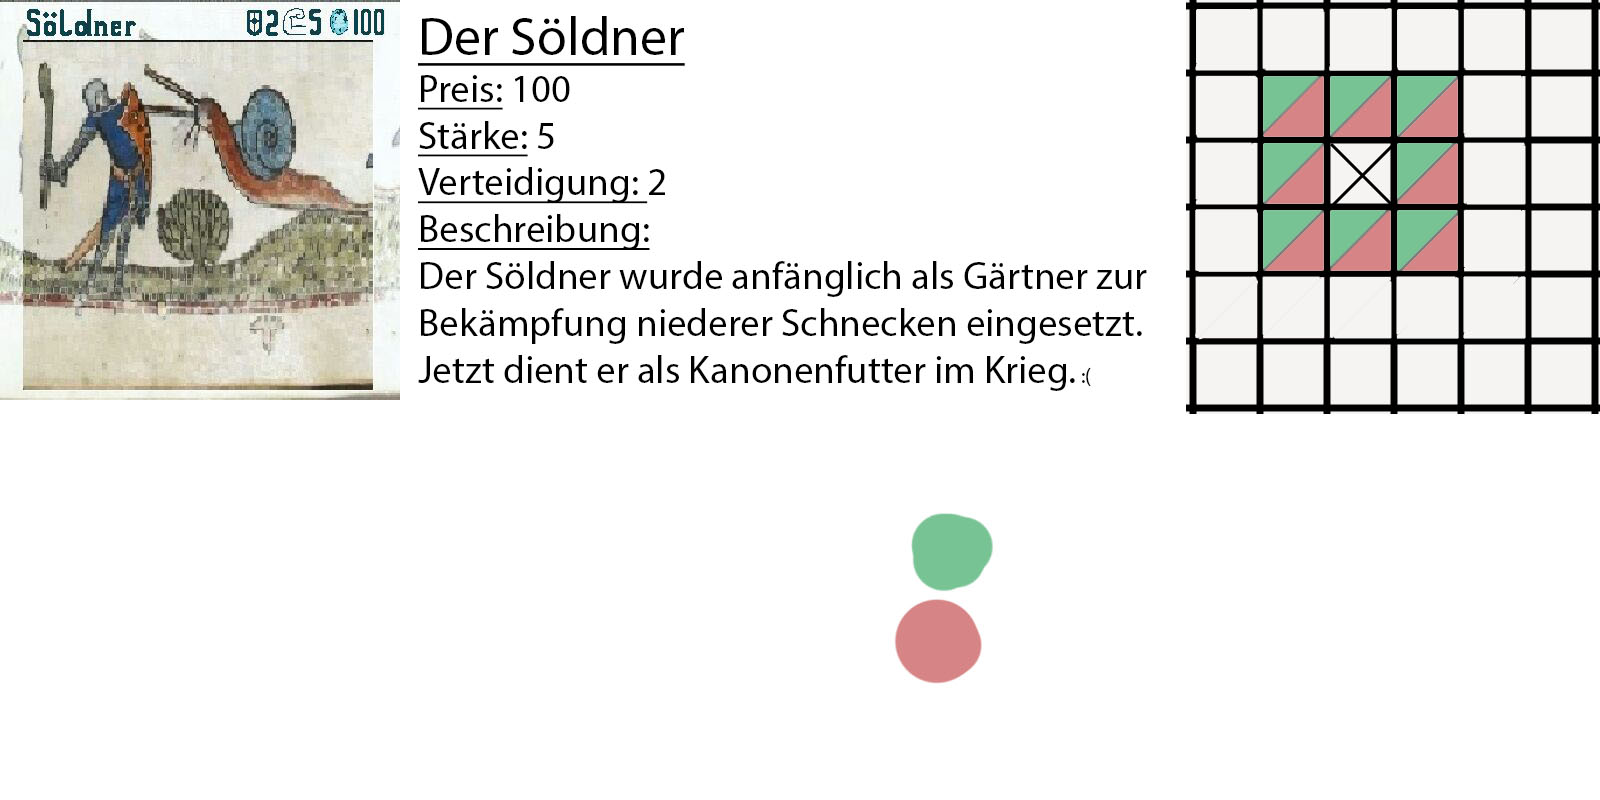 Söldner 2 5 100
Der Söldner
Preis: 100
Stärke: 5
Verteidigung: 2
Beschreibung:
Der Söldner wurde anfänglich als Gärtner zur
Bekämpfung niederer Schnecken eingesetzt.
Jetzt dient er als Kanonenfutter im Krieg. :(